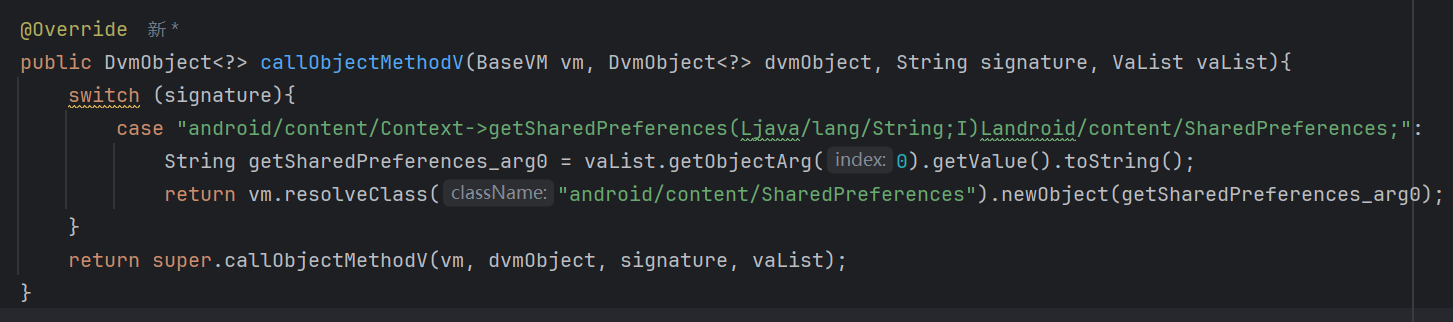 @Override 新 *
public DvmObject<?> callObjectMethodV(BaseVM vm, DvmObject<?> dvmObject, String signature, VaList vaList){
    switch (signature){
        case "android/content/Context->getSharedPreferences(Ljava/lang/String;I)Landroid/content/SharedPreferences;":
            String getSharedPreferences_arg0 = vaList.getObjectArg( index: 0).getValue().toString();
            return vm.resolveClass( className: "android/content/SharedPreferences").newObject(getSharedPreferences_arg0);
    }
    return super.callObjectMethodV(vm, dvmObject, signature, vaList);
}